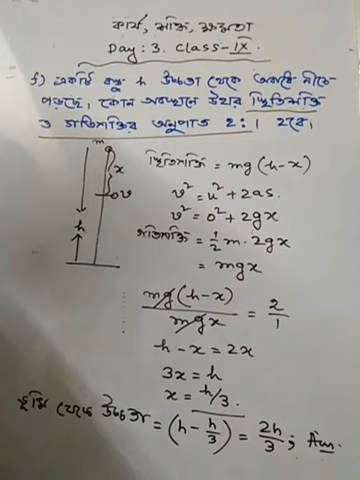 কার্য, শক্তি, ক্ষমতা
Day: 3. Class-IX.
১) একটি বস্তু h উচ্চতা থেকে অবাধে নীচে
পড়ছে। কোন অবস্থানে উহার স্থিতিশক্তি
ও গতিশক্তির অনুপাত 2:1 হবে।
m
x
v
h
স্থিতিশক্তি = mg(h-x)
v² = u² + 2as.
v² = 0² + 2gx
গতিশক্তি = 1/2 m. 2gx
= mgx
mg(h-x)/mgx = 2/1
h-x = 2x
3x = h
x = h/3.
ভূমি থেকে উচ্চতা = (h - h/3) = 2h/3; Ans.